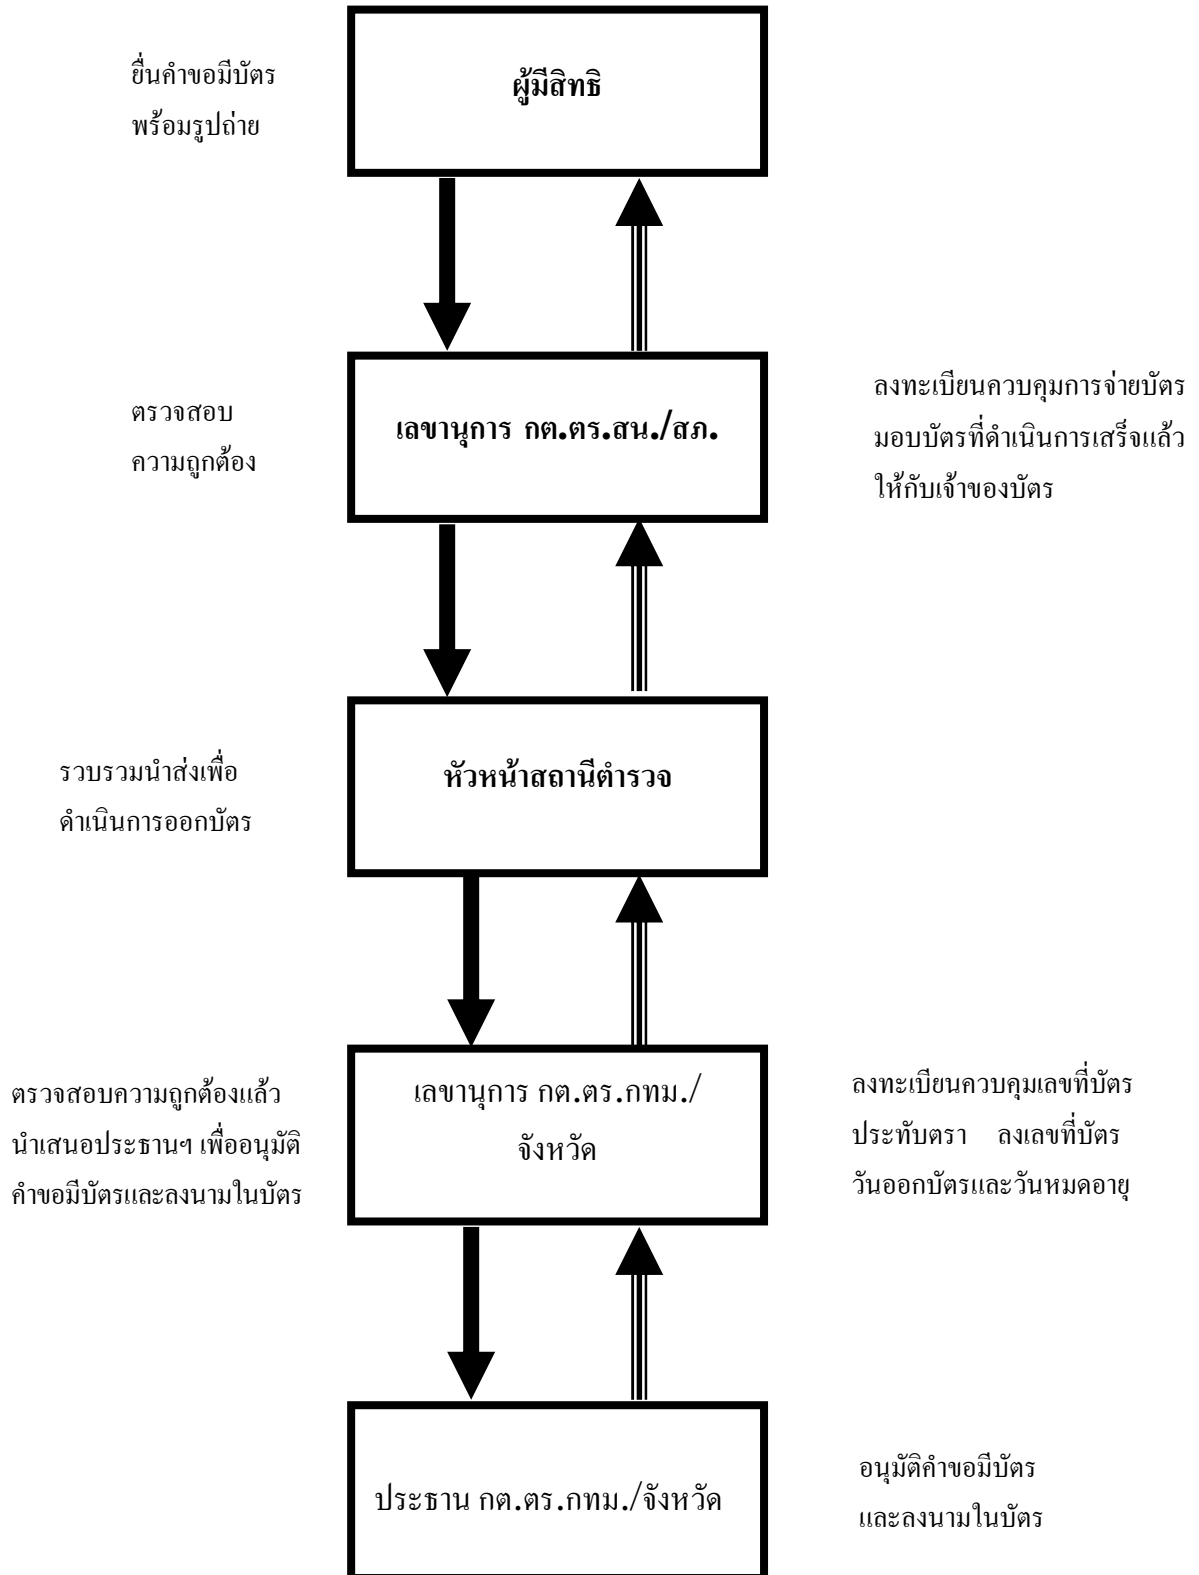 ยื่นคำขอมีบัตร
พร้อมรูปถ่าย
ผู้มีสิทธิ
ตรวจสอบ
ความถูกต้อง
เลขานุการ กต.ตร.สน./สภ.
ลงทะเบียนควบคุมการจ่ายบัตร
มอบบัตรที่ดำเนินการเสร็จแล้ว
ให้กับเจ้าของบัตร
รวบรวมนำส่งเพื่อ
ดำเนินการออกบัตร
หัวหน้าสถานีตำรวจ
ตรวจสอบความถูกต้องแล้ว
นำเสนอประธานฯ เพื่ออนุมัติ
คำขอมีบัตรและลงนามในบัตร
เลขานุการ กต.ตร.กทม./
จังหวัด
ลงทะเบียนควบคุมเลขที่บัตร
ประทับตรา ลงเลขที่บัตร
วันออกบัตรและวันหมดอายุ
ประธาน กต.ตร.กทม./จังหวัด
อนุมัติคำขอมีบัตร
และลงนามในบัตร